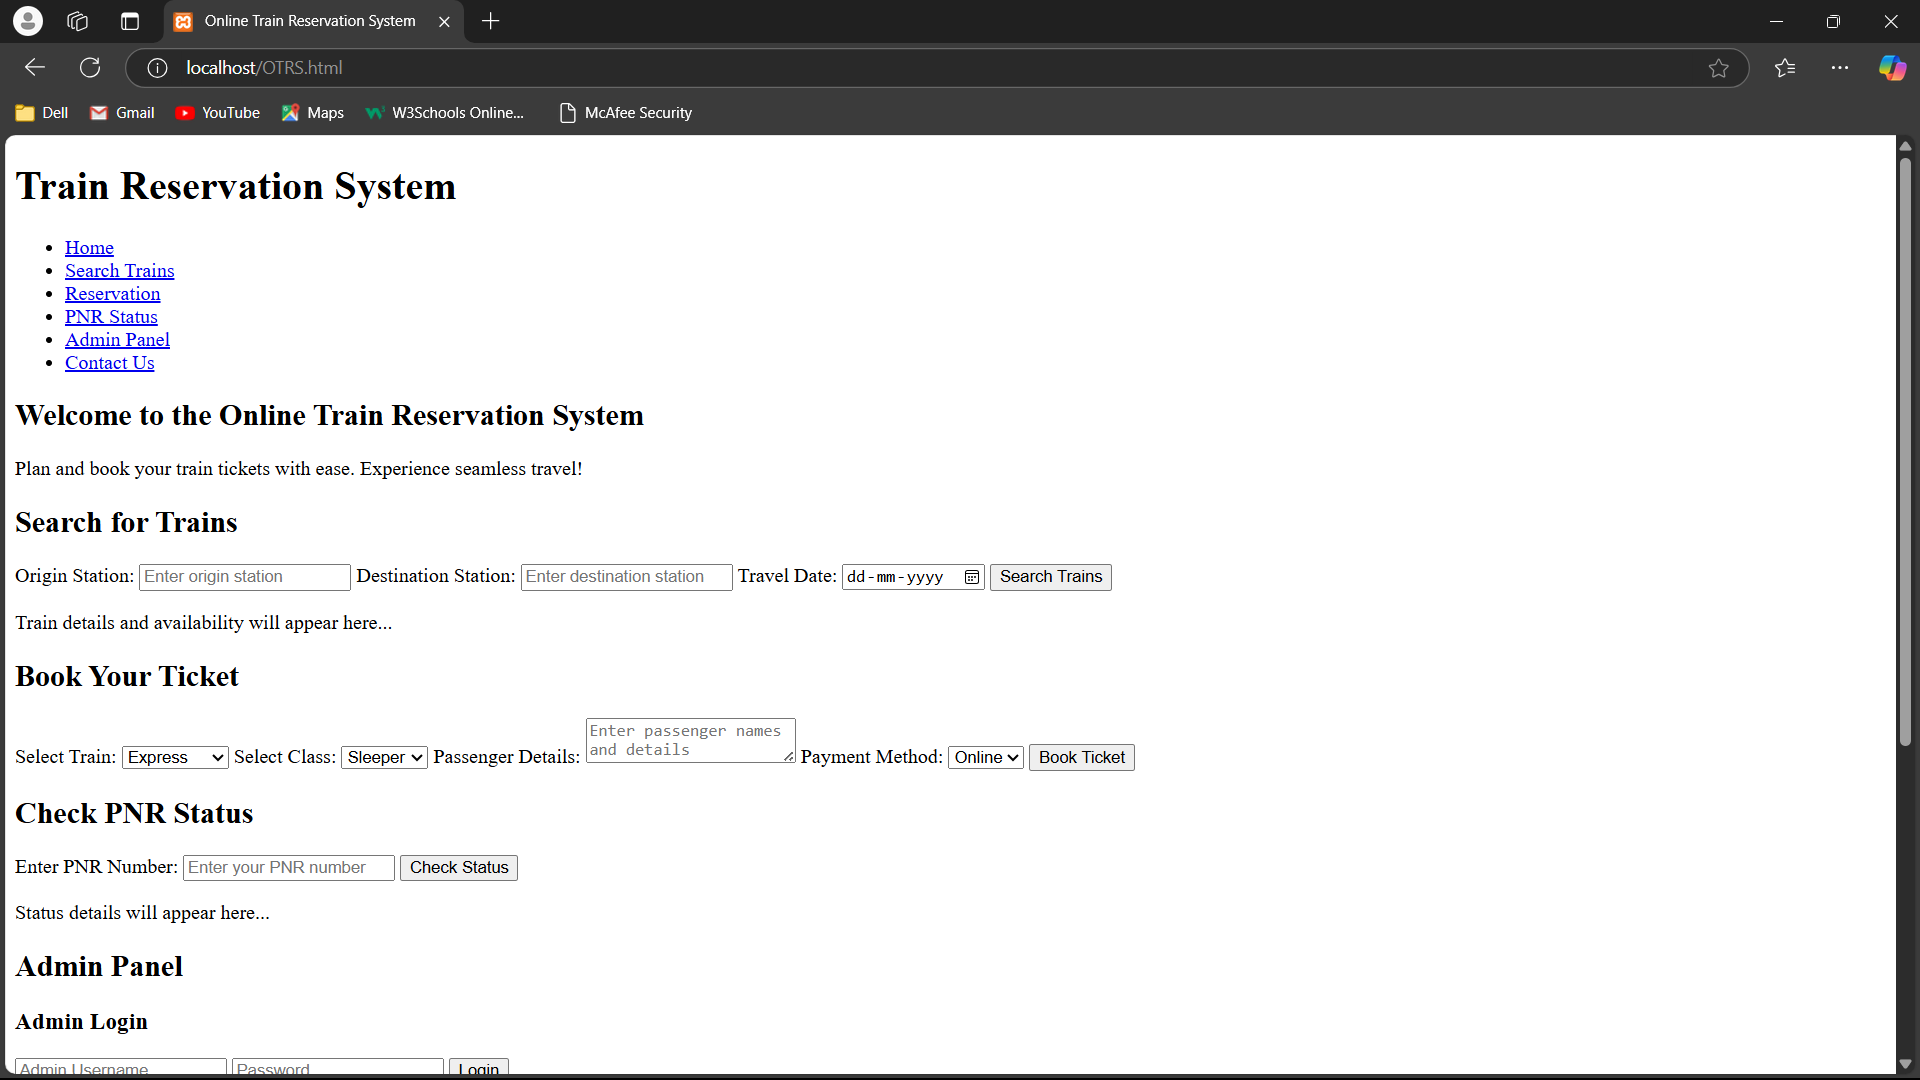 Online Train Reservation System
localhost/OTRS.html
Dell Gmail YouTube Maps W3Schools Online... McAfee Security
Train Reservation System
Home
Search Trains
Reservation
PNR Status
Admin Panel
Contact Us
Welcome to the Online Train Reservation System
Plan and book your train tickets with ease. Experience seamless travel!
Search for Trains
Origin Station: Enter origin station Destination Station: Enter destination station Travel Date: dd-mm-yyyy Search Trains
Train details and availability will appear here...
Book Your Ticket
Enter passenger names
Select Train: Express Select Class: Sleeper Passenger Details: and details Payment Method: Online Book Ticket
Check PNR Status
Enter PNR Number: Enter your PNR number Check Status
Status details will appear here...
Admin Panel
Admin Login
Admin Username Password Login